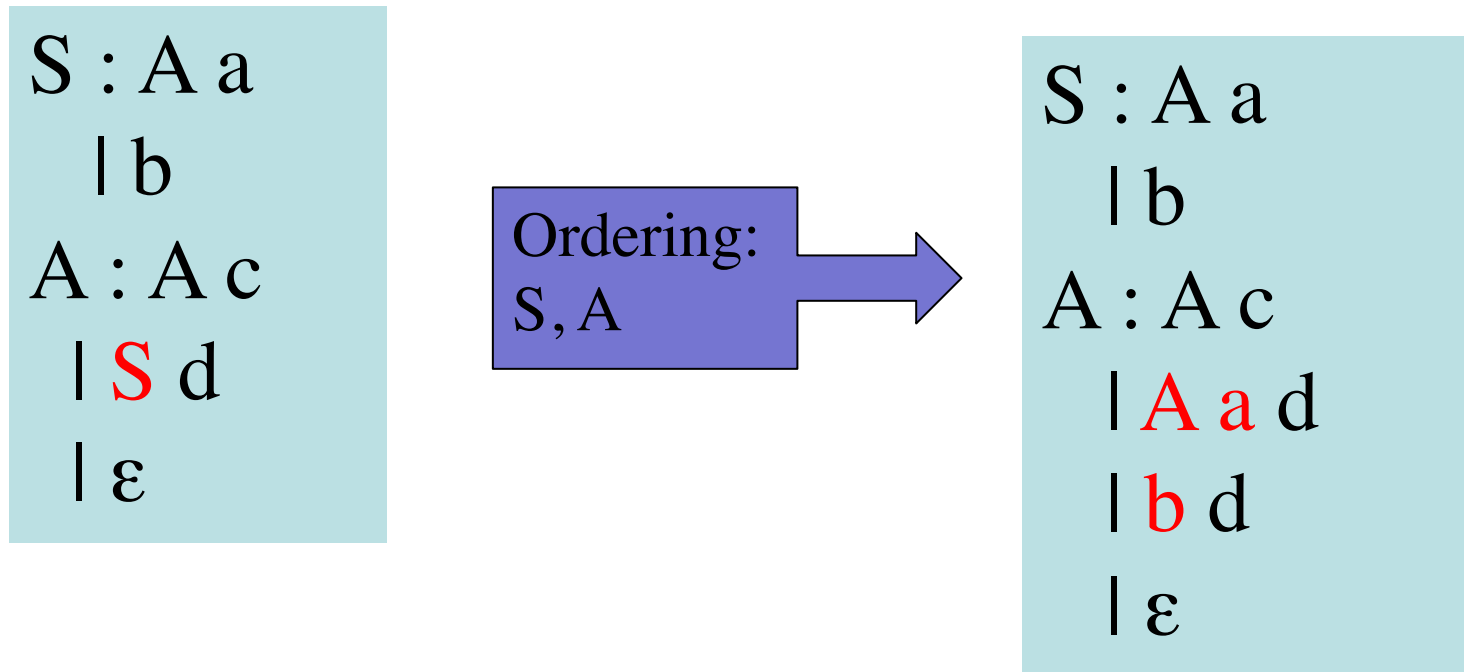 S : A a
| b
A : A c
| S d
| ε
Ordering:
S, A
S : A a
| b
A : A c
| A a d
| b d
| ε